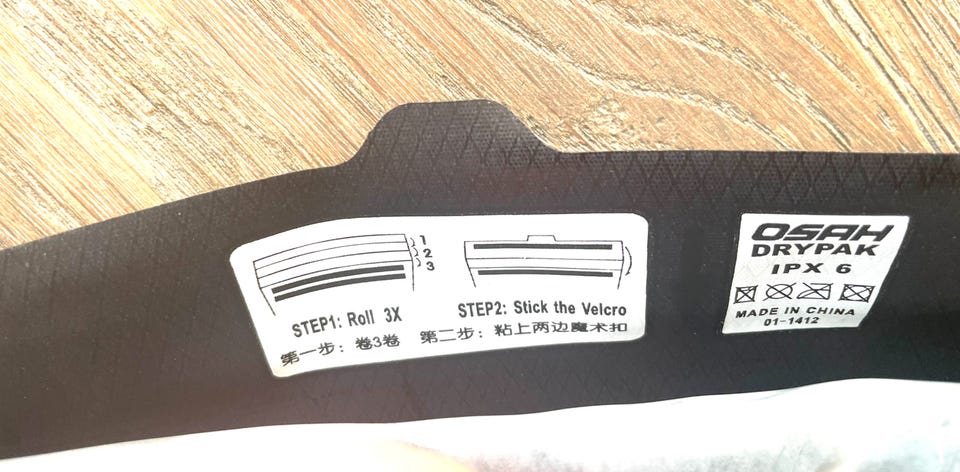 1
2
3
STEP1: Roll 3X
STEP2: Stick the Velcro
第一步：卷3卷 第二步：粘上两边魔术扣
OSAH
DRYPAK
IPX 6
MADE IN CHINA
01-1412